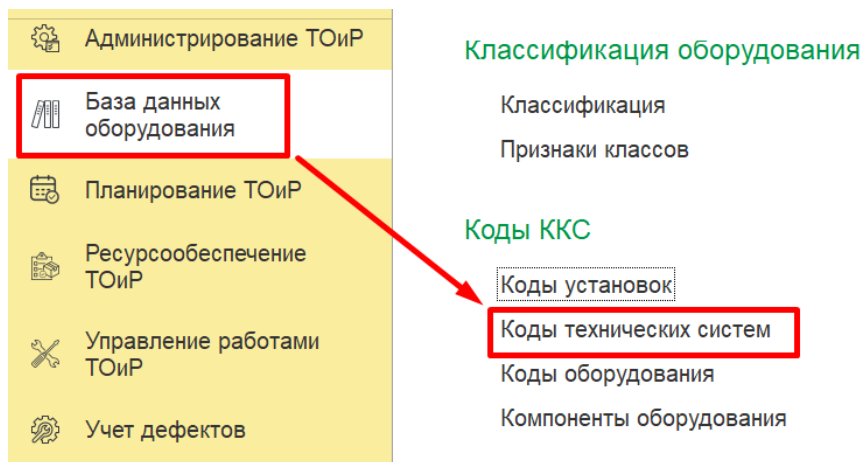 Администрирование ТОиР
База данных
оборудования
Планирование ТОиР
Ресурсообеспечение
ТОиР
Управление работами
ТОиР
Учет дефектов
Классификация оборудования
Классификация
Признаки классов
Коды ККС
Коды установок
Коды технических систем
Коды оборудования
Компоненты оборудования